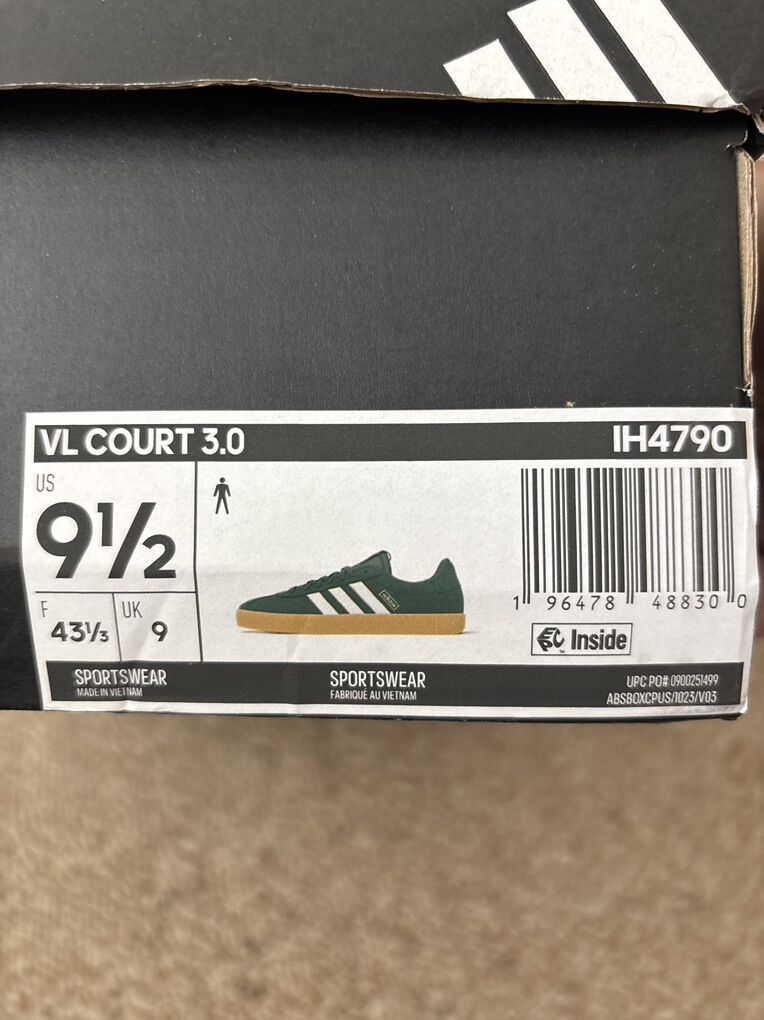 VL COURT 3.0
IH4790
US
9½
F
43⅓
UK
9
1 96478 48830 0
Inside
SPORTSWEAR
MADE IN VIETNAM
SPORTSWEAR
FABRIQUÉ AU VIETNAM
UPC PO# 0900251499
ABSBOXCPUS/1023/V03